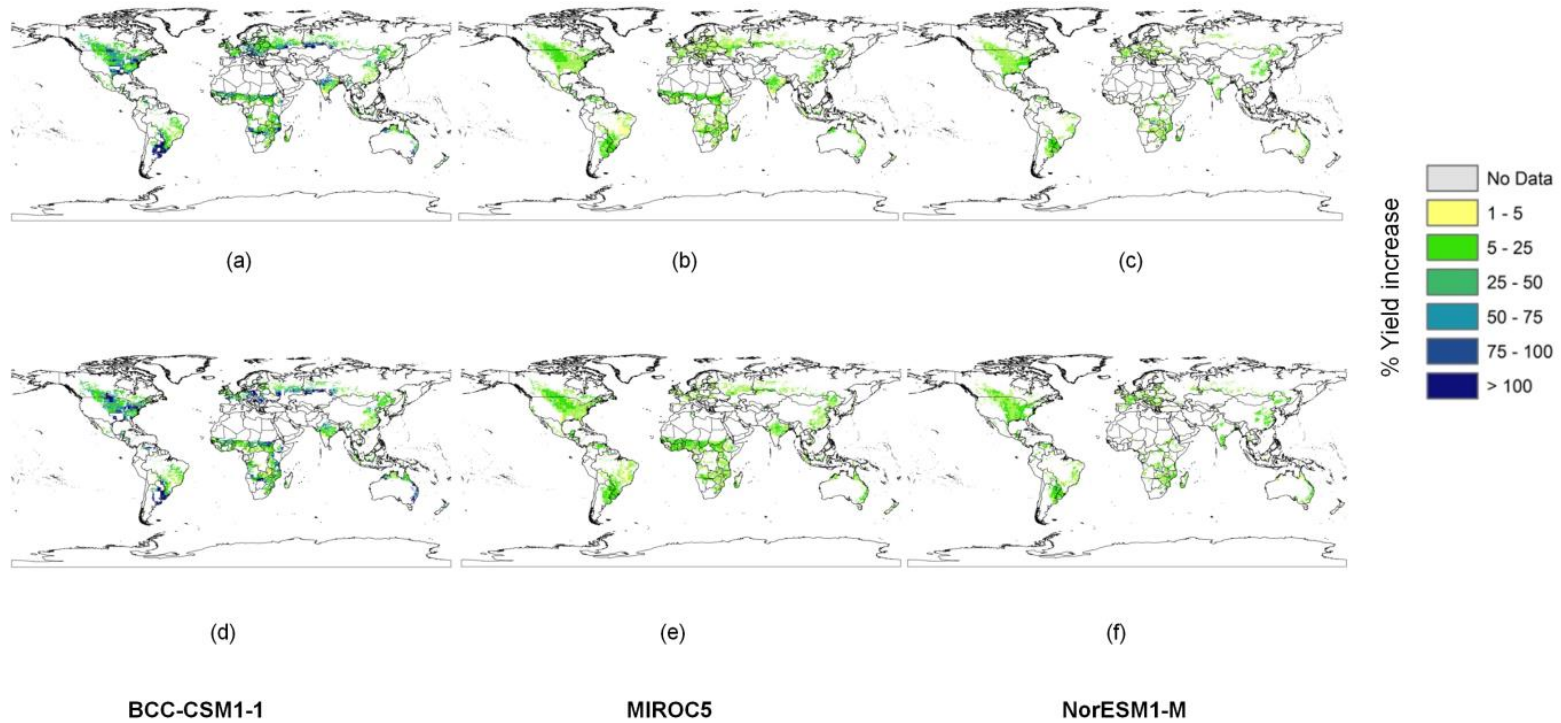 (a)
(b)
(c)
(d)
(e)
(f)
BCC-CSM1-1
MIROC5
NorESM1-M
% Yield increase
No Data
1 - 5
5 - 25
25 - 50
50 - 75
75 - 100
> 100